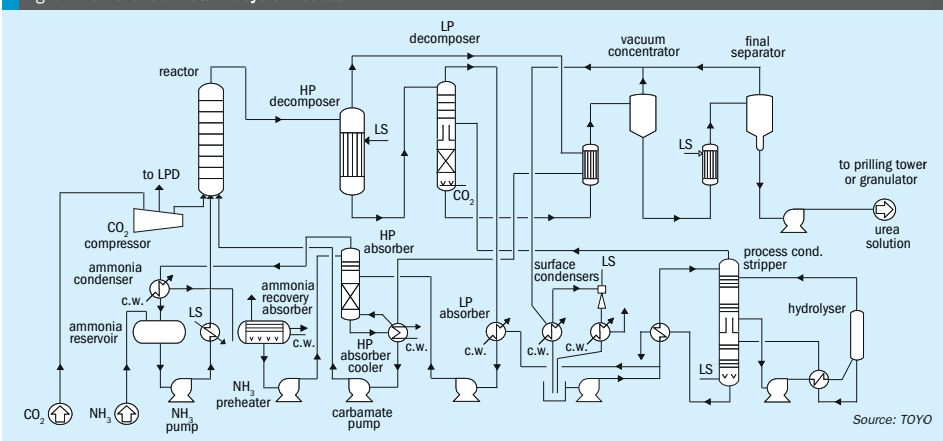 LP
decomposer
vacuum
concentrator
final
separator
reactor
HP
decomposer
LS
LS
to LPD
CO2
to prilling tower
or granulator
CO2
compressor
urea
solution
HP
absorber
process cond.
stripper
ammonia
condenser
ammonia
recovery
absorber
surface
condensers
LS
hydrolyser
c.w.
LS
LP
absorber
ammonia
reservoir
c.w.
c.w.
c.w.
c.w.
c.w.
HP
absorber
cooler
LS
NH3
preheater
CO2
NH3
NH3
pump
carbamate
pump
Source: TOYO